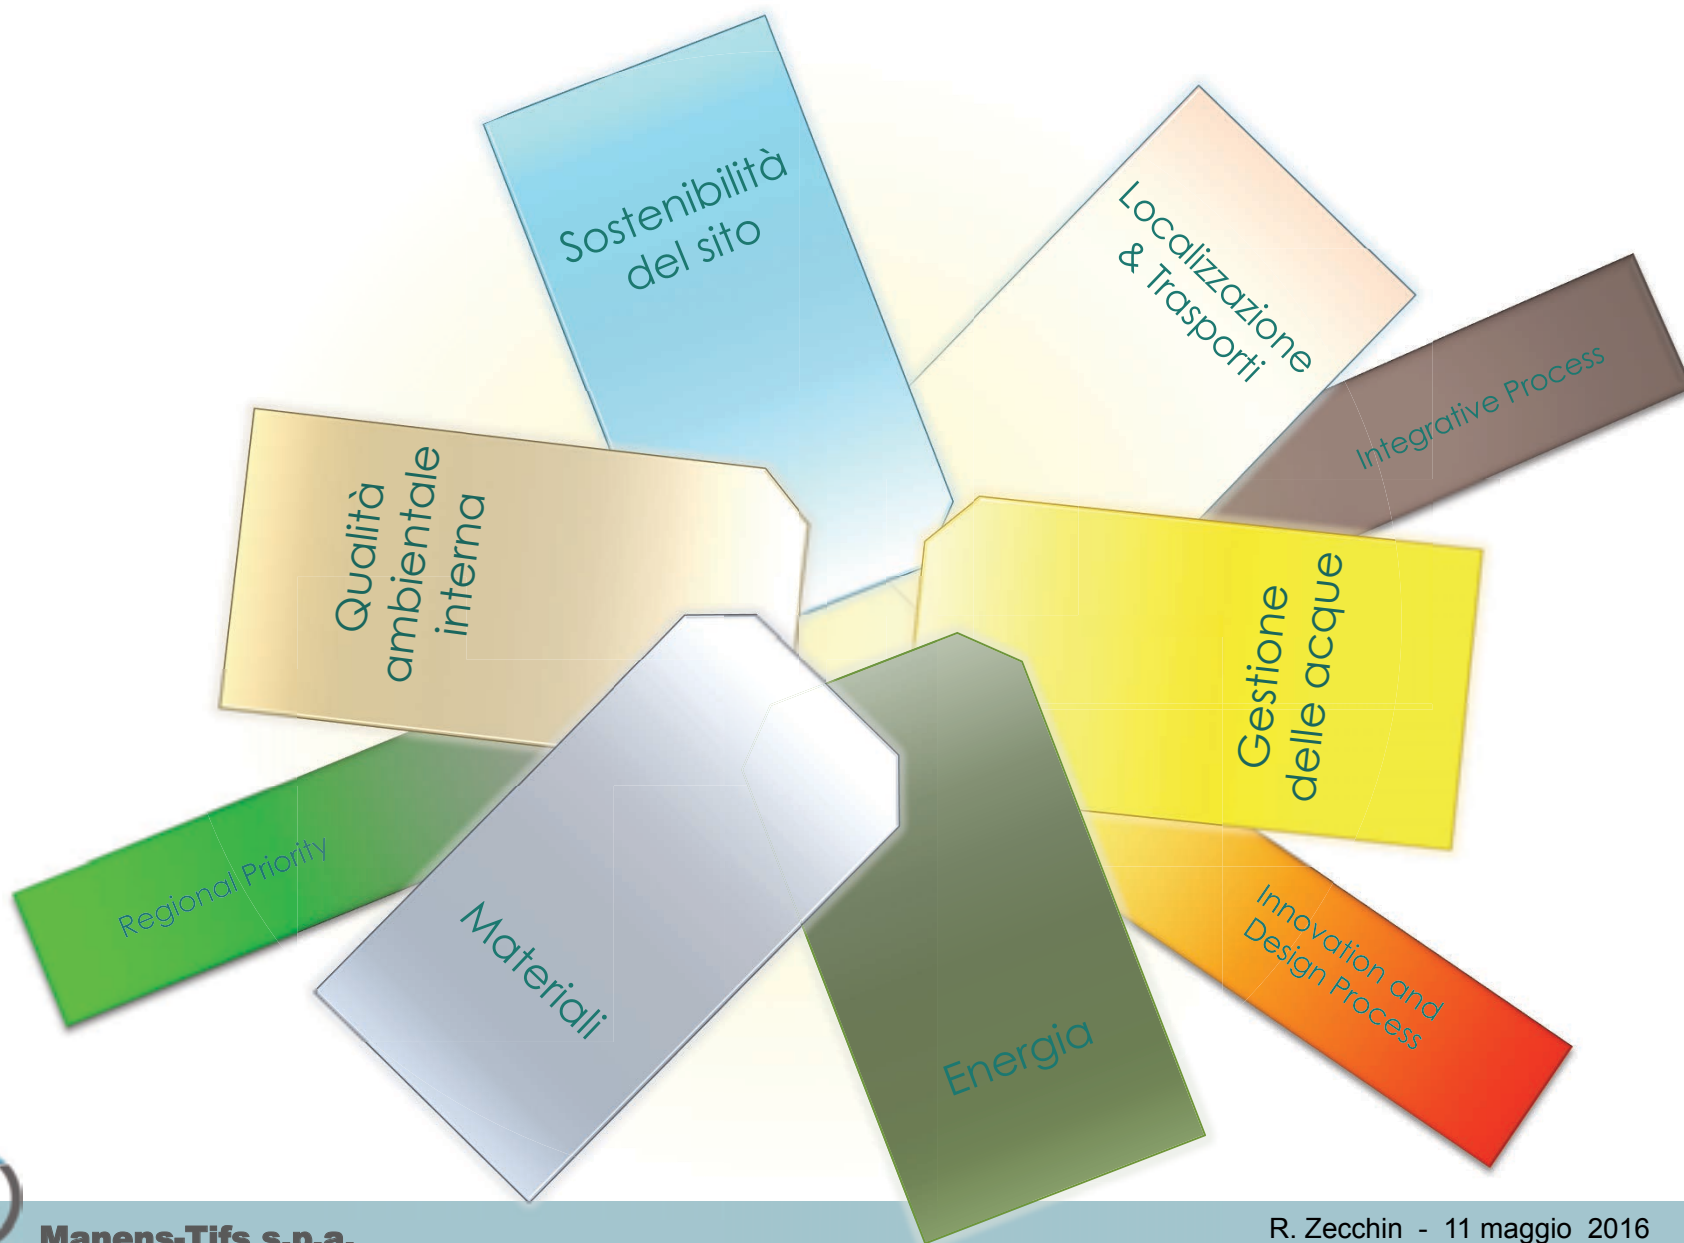 Sostenibilità
del sito
Localizzazione
& Trasporti
Integrative Process
Qualità
ambientale
interna
Gestione
delle acque
Regional Priority
Materiali
Energia
Innovation and
Design Process
Manens-Tifs s.p.a.
R. Zecchin - 11 maggio 2016